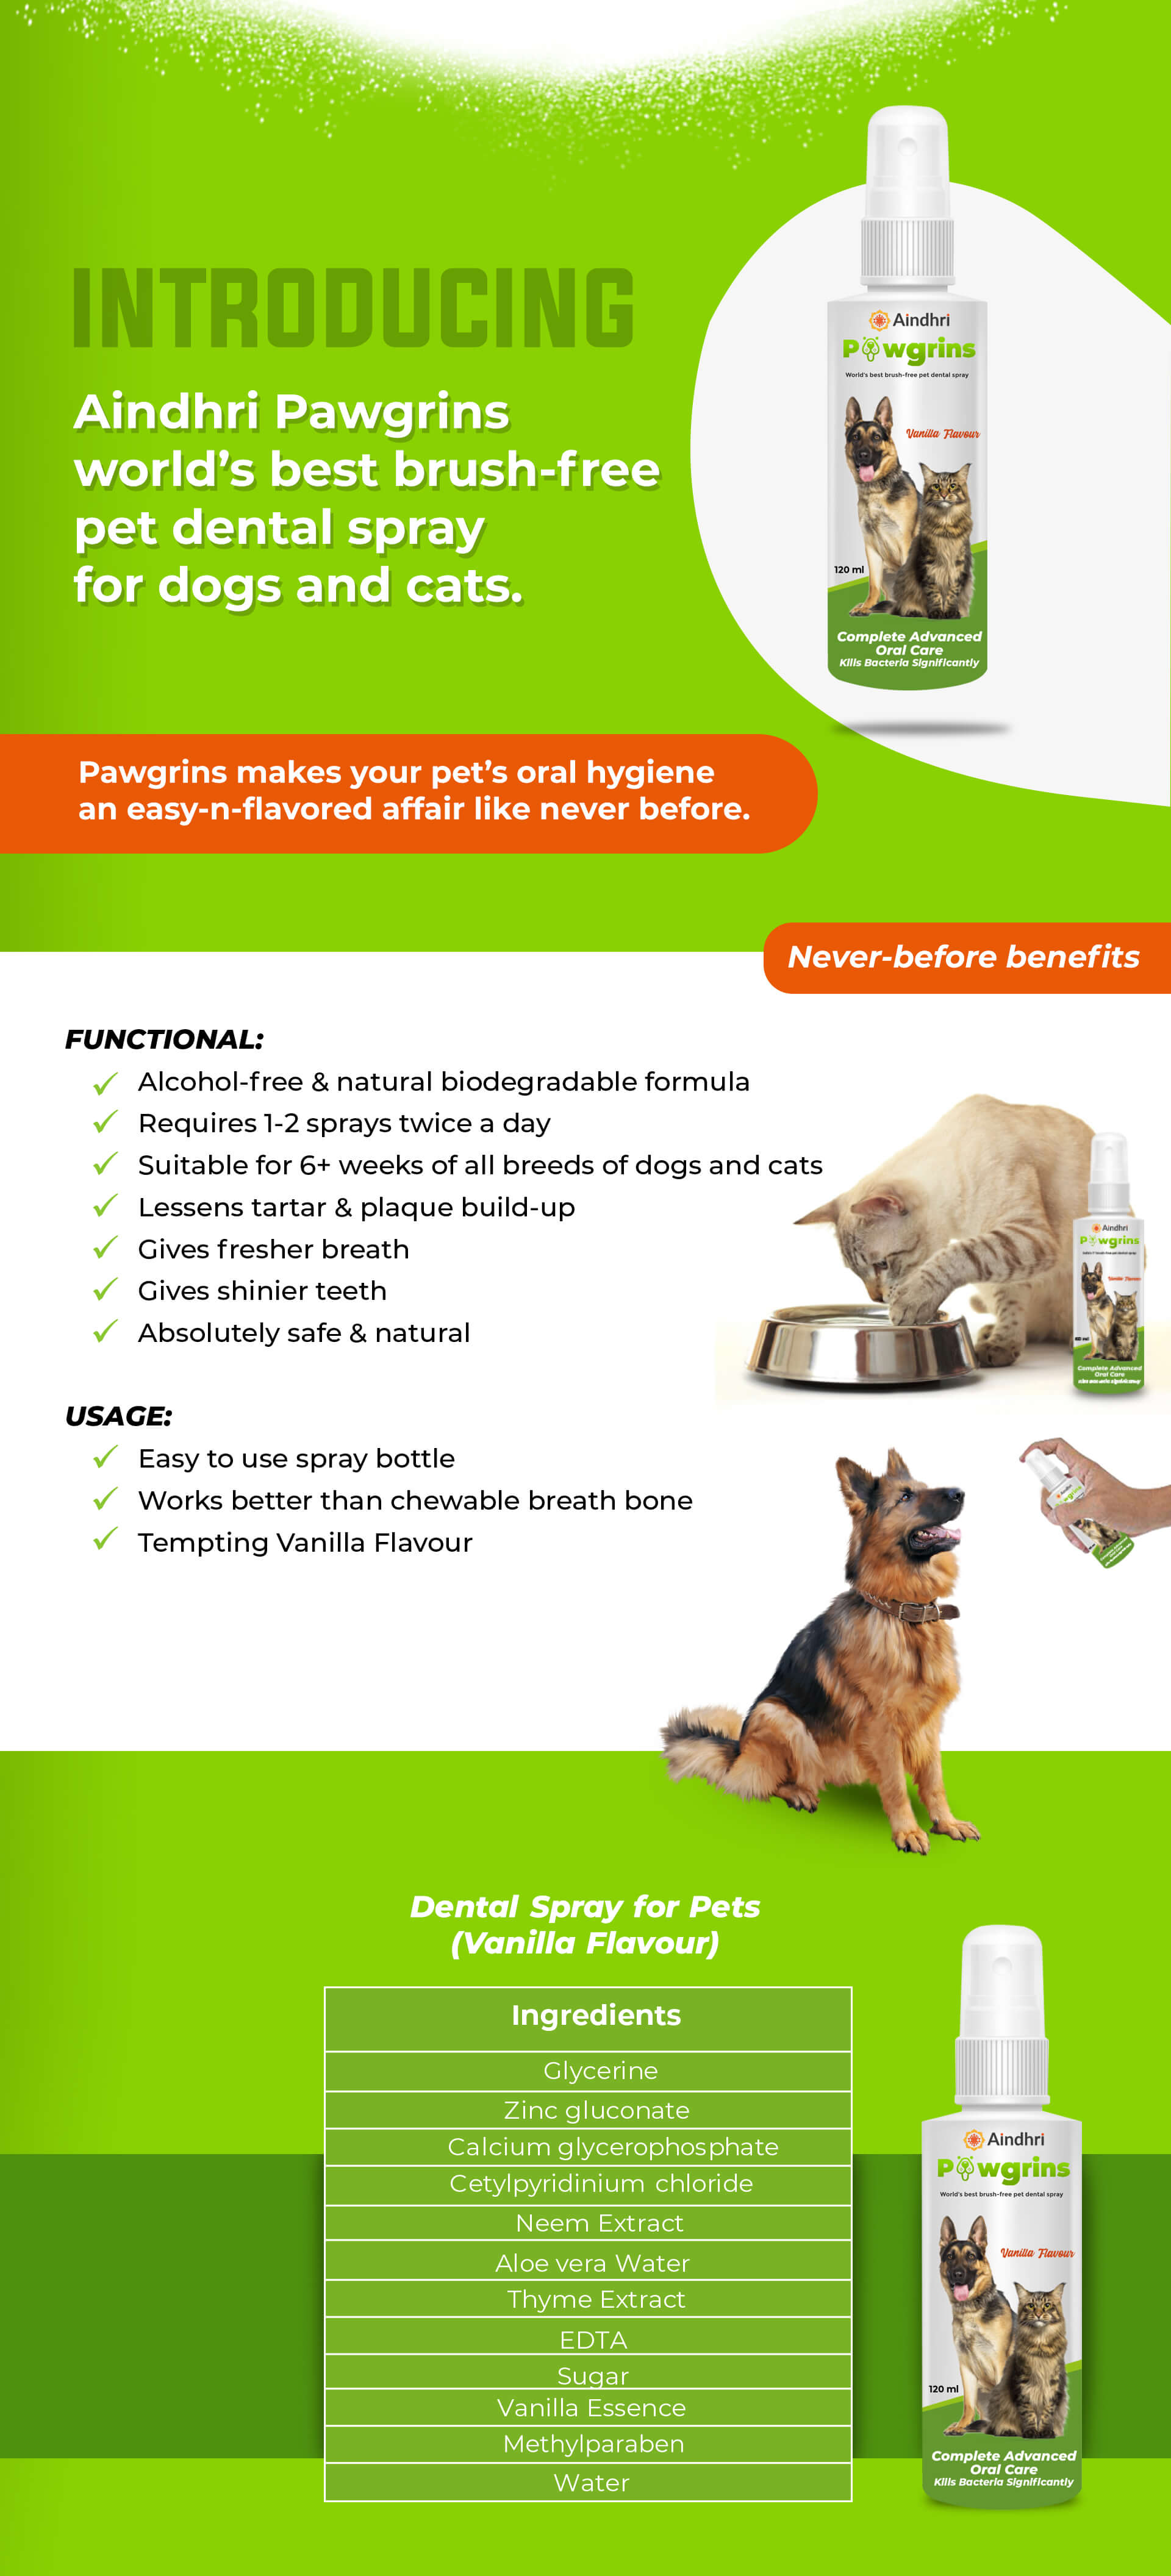 INTRODUCING
Aindhri Pawgrins
world's best brush-free
pet dental spray
for dogs and cats.
Aindhri
Pawgrins
World's best brush-free pet dental spray
Vanilla Flavour
120 ml
Complete Advanced
Oral Care
Kills Bacteria Significantly
Pawgrins makes your pet's oral hygiene
an easy-n-flavored affair like never before.
Never-before benefits
FUNCTIONAL:
Alcohol-free & natural biodegradable formula
Requires 1-2 sprays twice a day
Suitable for 6+ weeks of all breeds of dogs and cats
Lessens tartar & plaque build-up
Gives fresher breath
Gives shinier teeth
Absolutely safe & natural
Aindhri
Pawgrins
Complete Advanced
Oral Care
USAGE:
Easy to use spray bottle
Works better than chewable breath bone
Tempting Vanilla Flavour
Dental Spray for Pets
(Vanilla Flavour)
Ingredients
Glycerine
Zinc gluconate
Calcium glycerophosphate
Cetylpyridinium chloride
Neem Extract
Aloe vera Water
Thyme Extract
EDTA
Sugar
Vanilla Essence
Methylparaben
Water
Aindhri
Pawgrins
World's best brush-free pet dental spray
Vanilla Flavour
120 ml
Complete Advanced
Oral Care
Kills Bacteria Significantly